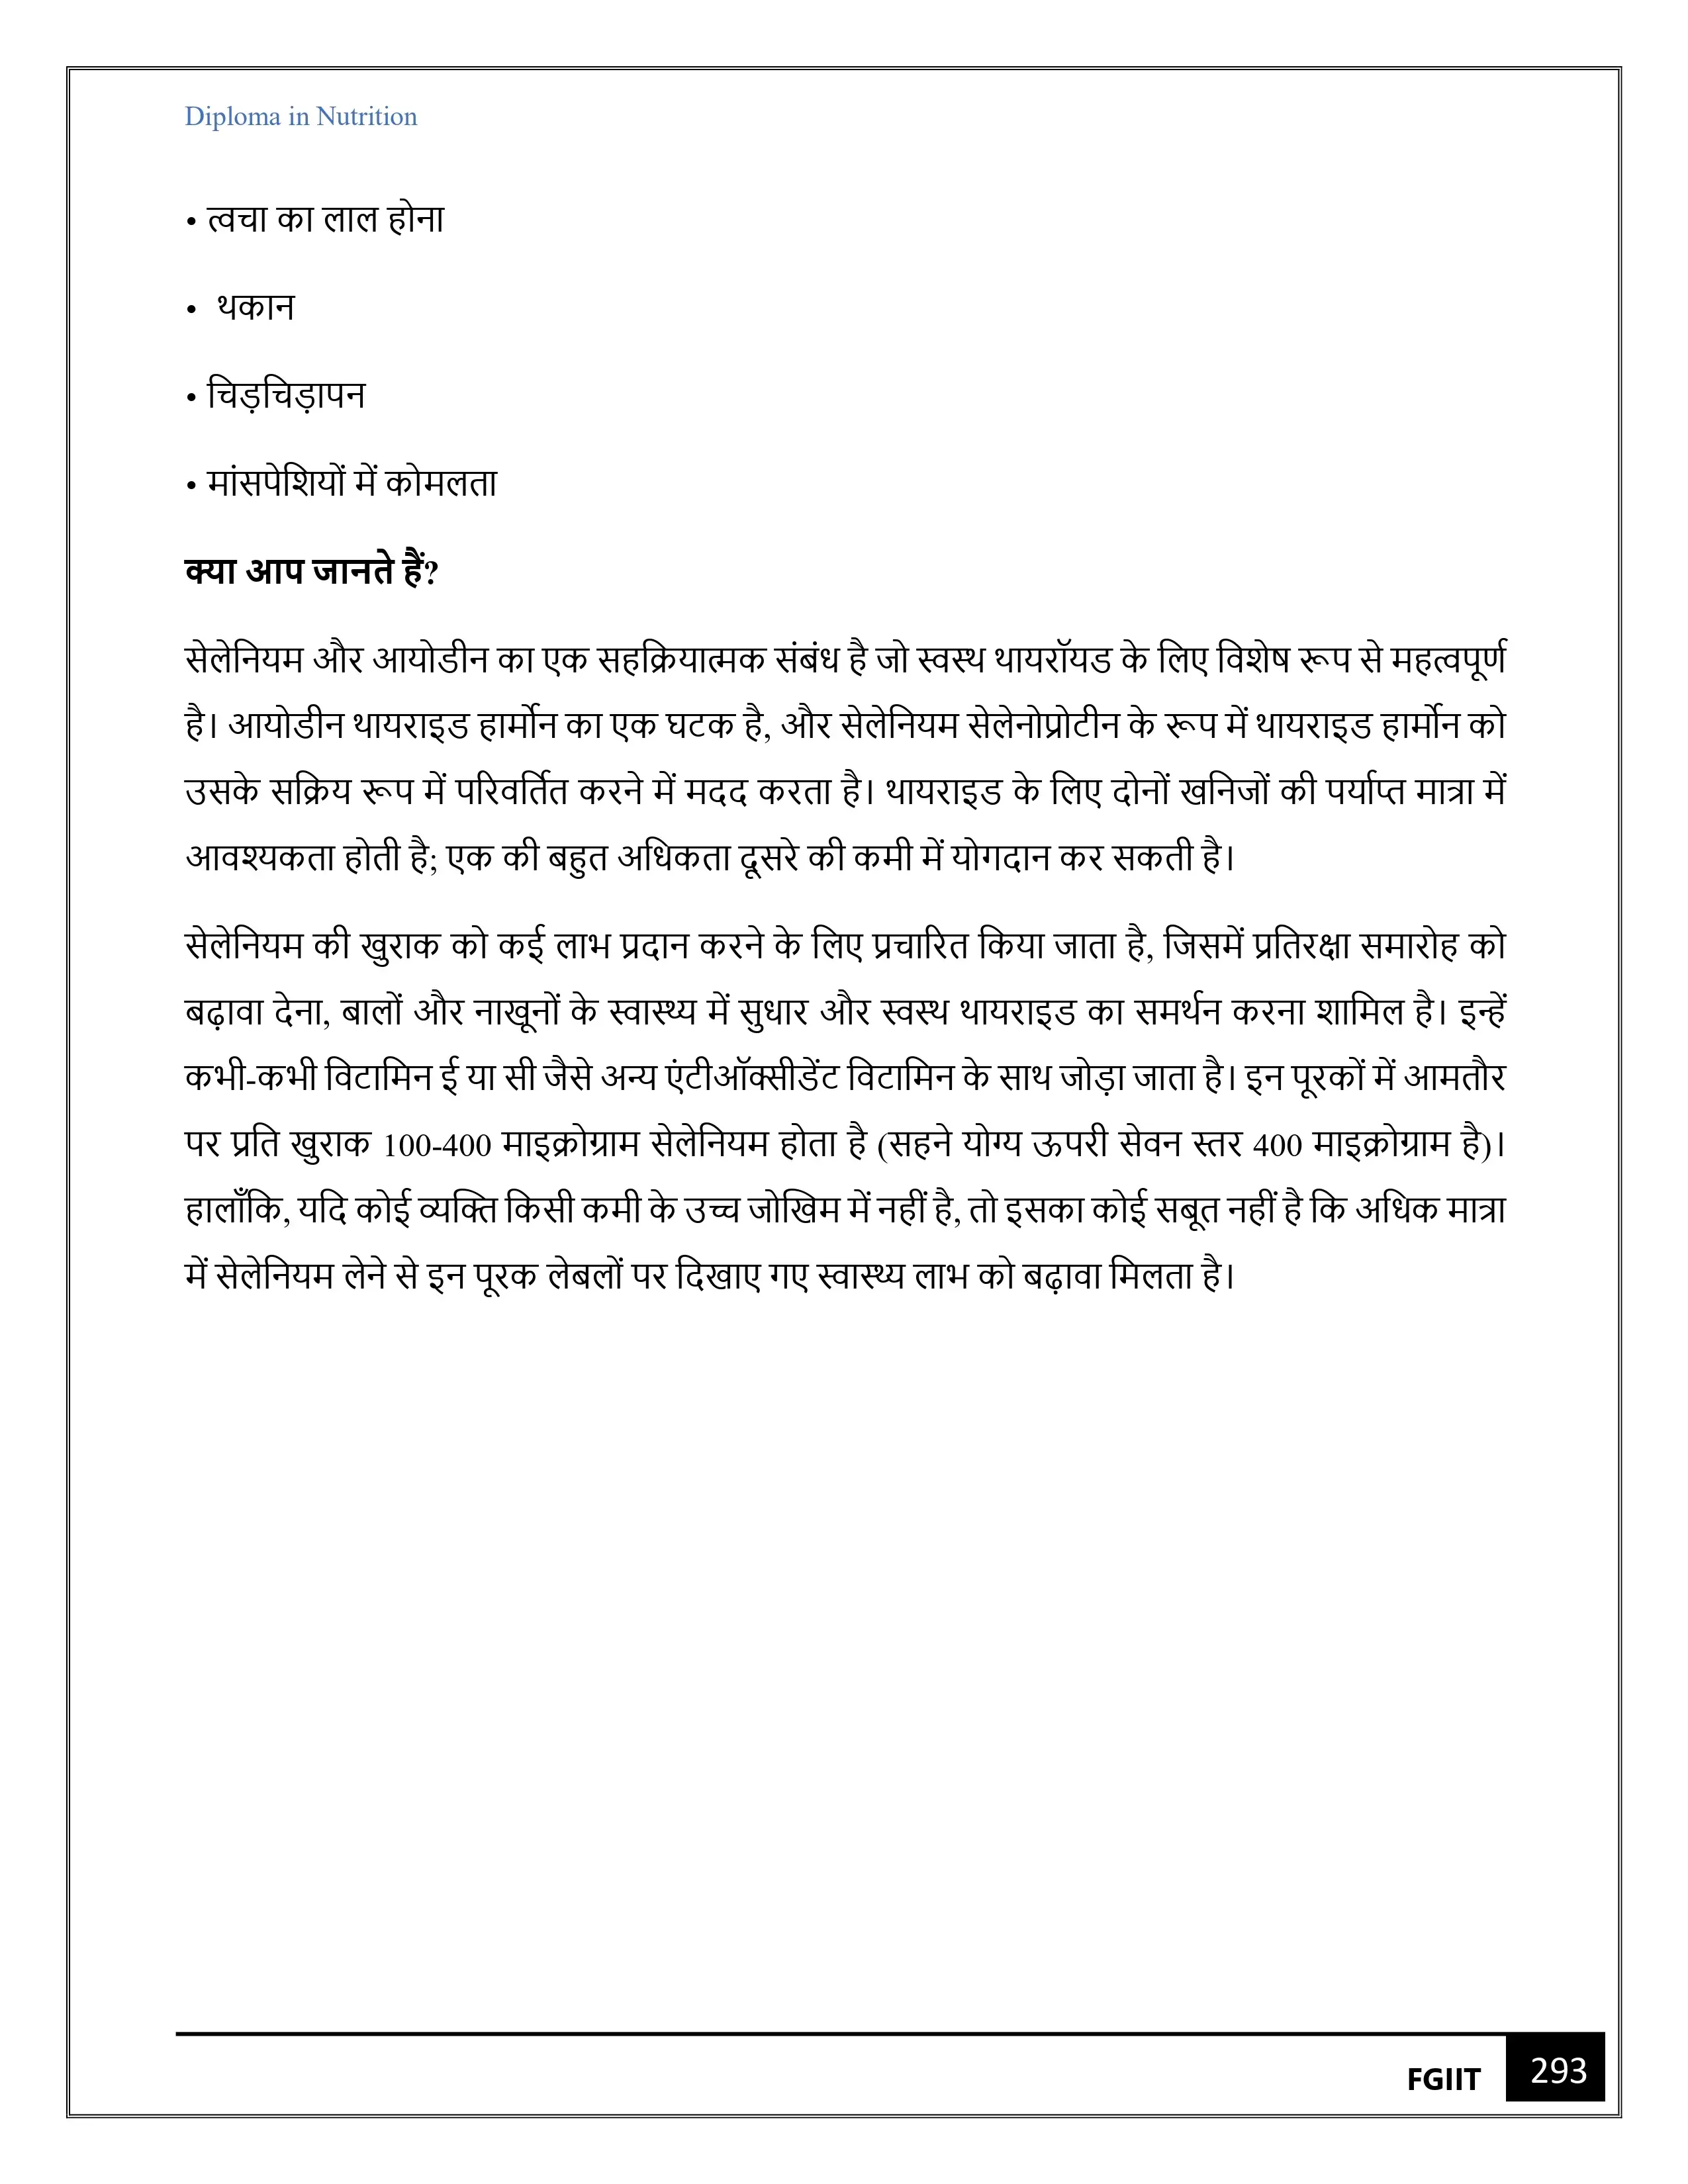 Diploma in Nutrition
• त्वचा का लाल होना
• थकान
• चिड़चिड़ापन
• मांसपेशियों में कोमलता
क्या आप जानते हैं?
सेलेनियम और आयोडीन का एक सहक्रियात्मक संबंध है जो स्वस्थ थायरॉयड के लिए विशेष रूप से महत्वपूर्ण
है। आयोडीन थायराइड हार्मोन का एक घटक है, और सेलेनियम सेलेनोप्रोटीन के रूप में थायराइड हार्मोन को
उसके सक्रिय रूप में परिवर्तित करने में मदद करता है। थायराइड के लिए दोनों खनिजों की पर्याप्त मात्रा में
आवश्यकता होती है; एक की बहुत अधिकता दूसरे की कमी में योगदान कर सकती है।
सेलेनियम की खुराक को कई लाभ प्रदान करने के लिए प्रचारित किया जाता है, जिसमें प्रतिरक्षा समारोह को
बढ़ावा देना, बालों और नाखूनों के स्वास्थ्य में सुधार और स्वस्थ थायराइड का समर्थन करना शामिल है। इन्हें
कभी-कभी विटामिन ई या सी जैसे अन्य एंटीऑक्सीडेंट विटामिन के साथ जोड़ा जाता है। इन पूरकों में आमतौर
पर प्रति खुराक 100-400 माइक्रोग्राम सेलेनियम होता है (सहने योग्य ऊपरी सेवन स्तर 400 माइक्रोग्राम है)।
हालाँकि, यदि कोई व्यक्ति किसी कमी के उच्च जोखिम में नहीं है, तो इसका कोई सबूत नहीं है कि अधिक मात्रा
में सेलेनियम लेने से इन पूरक लेबलों पर दिखाए गए स्वास्थ्य लाभ को बढ़ावा मिलता है।
FGIIT 293